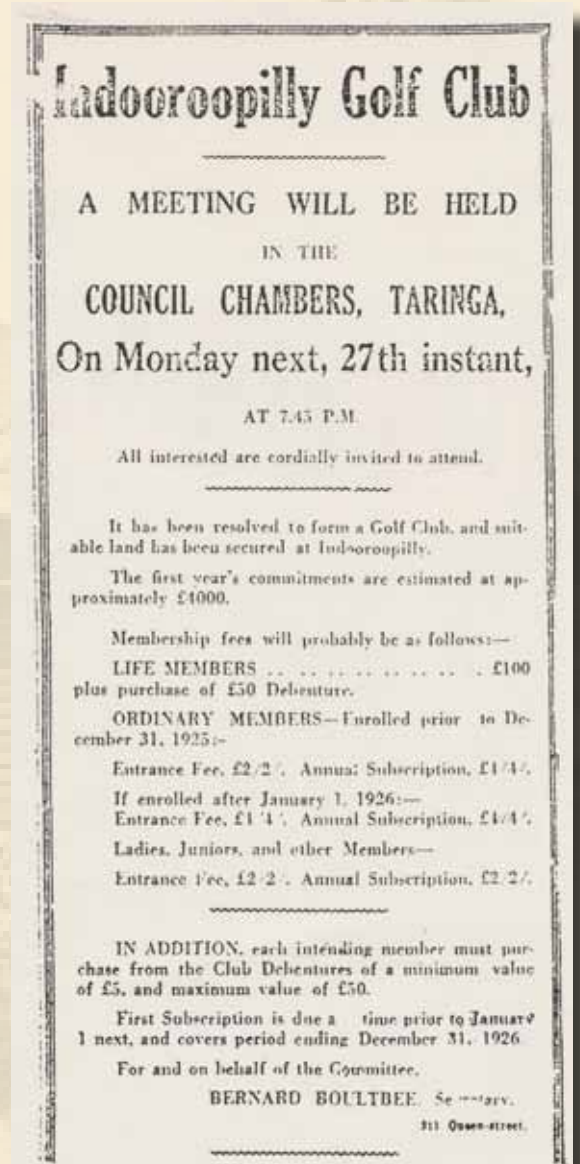 Indooroopilly Golf Club
A MEETING WILL BE HELD
IN THE
COUNCIL CHAMBERS, TARINGA,
On Monday next, 27th instant,
AT 7.45 P.M.
All interested are cordially invited to attend.
It has been resolved to form a Golf Club, and suit-
able land has been secured at Indooroopilly.
The first year's commitments are estimated at ap-
proximately £4000.
Membership fees will probably be as follows:—
LIFE MEMBERS .. .. .. .. .. .. .. . £100
plus purchase of £50 Debenture.
ORDINARY MEMBERS—Enrolled prior to De-
cember 31, 1925:-
Entrance Fee, £2/2/. Annual Subscription, £4/4/.
If enrolled after January 1, 1926:—
Entrance Fee, £4/4/. Annual Subscription, £4/4/.
Ladies, Juniors, and other Members—
Entrance Fee, £2/2/. Annual Subscription, £2/2/.
IN ADDITION, each intending member must pur-
chase from the Club Debentures of a minimum value
of £5, and maximum value of £50.
First Subscription is due a time prior to January
1 next, and covers period ending December 31, 1926
For and on behalf of the Committee,
BERNARD BOULTBEE, Secretary.
Queen-street.